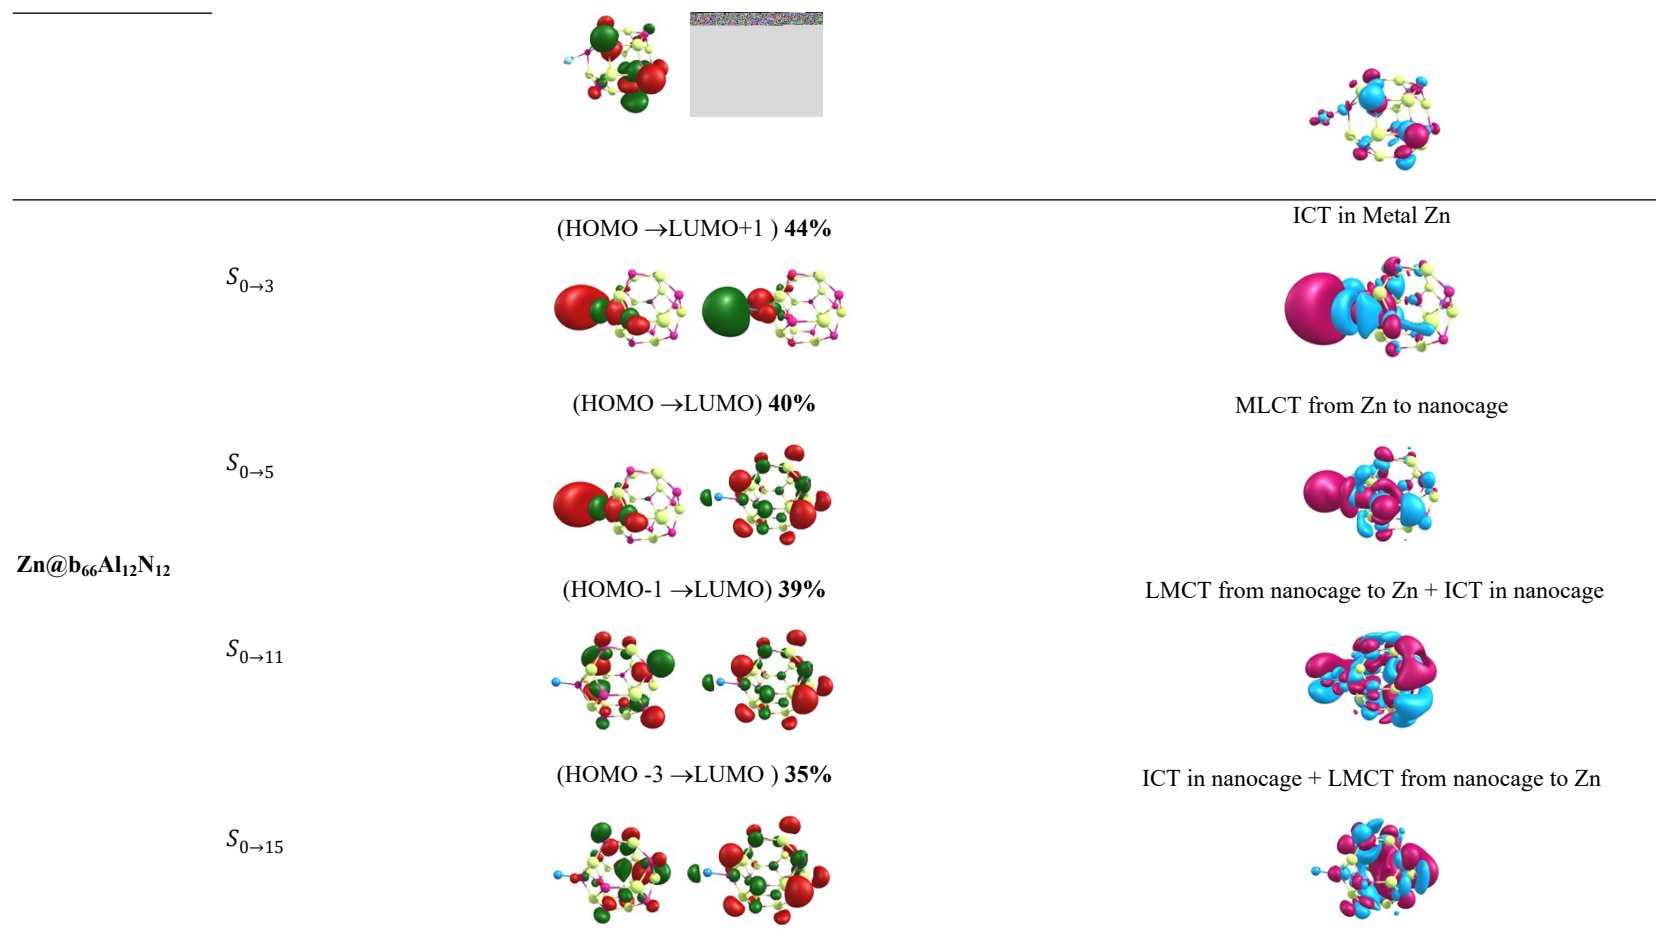 (HOMO →LUMO+1 ) 44%
ICT in Metal Zn
S0→3
(HOMO →LUMO) 40%
MLCT from Zn to nanocage
S0→5
Zn@b66Al12N12
(HOMO-1 →LUMO) 39%
LMCT from nanocage to Zn + ICT in nanocage
S0→11
(HOMO -3 →LUMO ) 35%
ICT in nanocage + LMCT from nanocage to Zn
S0→15